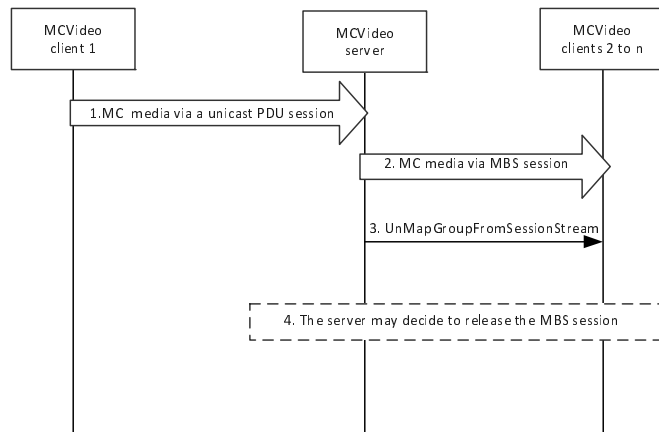 MCVideo
client 1
MCVideo
server
MCVideo
clients 2 to n
1.MC media via a unicast PDU session
2. MC media via MBS session
3. UnMapGroupFromSessionStream
4. The server may decide to release the MBS session